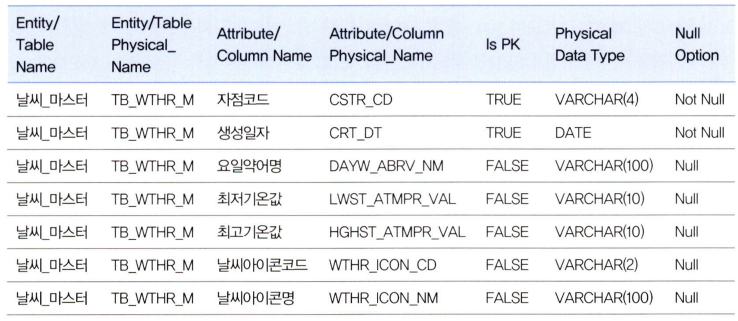 Entity/ Table Name Entity/Table Physical_ Name Attribute/ Column Name Attribute/Column Physical_Name Is PK Physical Data Type Null Option
날씨_마스터 TB_WTHR_M 자점코드 CSTR_CD TRUE VARCHAR(4) Not Null
날씨_마스터 TB_WTHR_M 생성일자 CRT_DT TRUE DATE Not Null
날씨_마스터 TB_WTHR_M 요일약어명 DAYW_ABRV_NM FALSE VARCHAR(100) Null
날씨_마스터 TB_WTHR_M 최저기온값 LWST_ATMPR_VAL FALSE VARCHAR(10) Null
날씨_마스터 TB_WTHR_M 최고기온값 HGHST_ATMPR_VAL FALSE VARCHAR(10) Null
날씨_마스터 TB_WTHR_M 날씨아이콘코드 WTHR_ICON_CD FALSE VARCHAR(2) Null
날씨_마스터 TB_WTHR_M 날씨아이콘명 WTHR_ICON_NM FALSE VARCHAR(100) Null